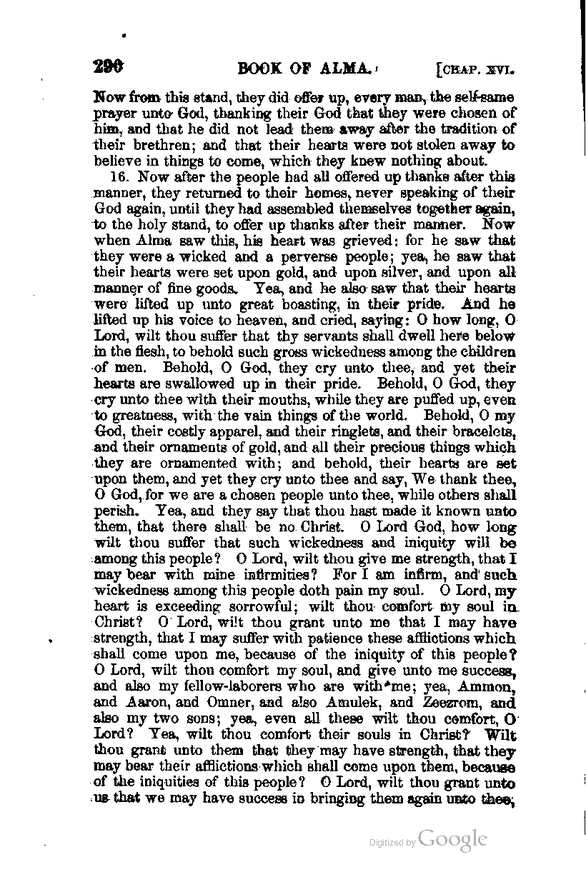 290 BOOK OF ALMA. [CHAP. XVI.
Now from this stand, they did offer up, every man, the self-same
prayer unto God, thanking their God that they were chosen of
him, and that he did not lead them away after the tradition of
their brethren; and that their hearts were not stolen away to
believe in things to come, which they knew nothing about.
16. Now after the people had all offered up thanks after this
manner, they returned to their homes, never speaking of their
God again, until they had assembled themselves together again,
to the holy stand, to offer up thanks after their manner. Now
when Alma saw this, his heart was grieved: for he saw that
they were a wicked and a perverse people; yea, he saw that
their hearts were set upon gold, and upon silver, and upon all
manner of fine goods. Yea, and he also saw that their hearts
were lifted up unto great boasting, in their pride. And he
lifted up his voice to heaven, and cried, saying: O how long, O
Lord, wilt thou suffer that thy servants shall dwell here below
in the flesh, to behold such gross wickedness among the children
of men. Behold, O God, they cry unto thee, and yet their
hearts are swallowed up in their pride. Behold, O God, they
cry unto thee with their mouths, while they are puffed up, even
to greatness, with the vain things of the world. Behold, O my
God, their costly apparel, and their ringlets, and their bracelets,
and their ornaments of gold, and all their precious things which
they are ornamented with; and behold, their hearts are set
upon them, and yet they cry unto thee and say, We thank thee,
O God, for we are a chosen people unto thee, while others shall
perish. Yea, and they say that thou hast made it known unto
them, that there shall be no Christ. O Lord God, how long
wilt thou suffer that such wickedness and iniquity will be
among this people? O Lord, wilt thou give me strength, that I
may bear with mine infirmities? For I am infirm, and such
wickedness among this people doth pain my soul. O Lord, my
heart is exceeding sorrowful; wilt thou comfort my soul in
Christ? O Lord, wilt thou grant unto me that I may have
strength, that I may suffer with patience these afflictions which
shall come upon me, because of the iniquity of this people?
O Lord, wilt thou comfort my soul, and give unto me success,
and also my fellow-laborers who are with me; yea, Ammon,
and Aaron, and Omner, and also Amulek, and Zeezrom, and
also my two sons; yea, even all these wilt thou comfort, O
Lord? Yea, wilt thou comfort their souls in Christ? Wilt
thou grant unto them that they may have strength, that they
may bear their afflictions which shall come upon them, because
of the iniquities of this people? O Lord, wilt thou grant unto
us that we may have success in bringing them again unto thee;
Digitized by Google